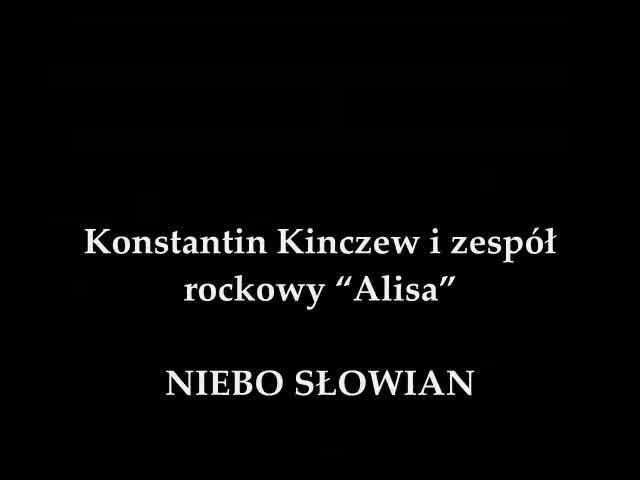 Konstantin Kinczew i zespół
rockowy “Alisa”
NIEBO SŁOWIAN